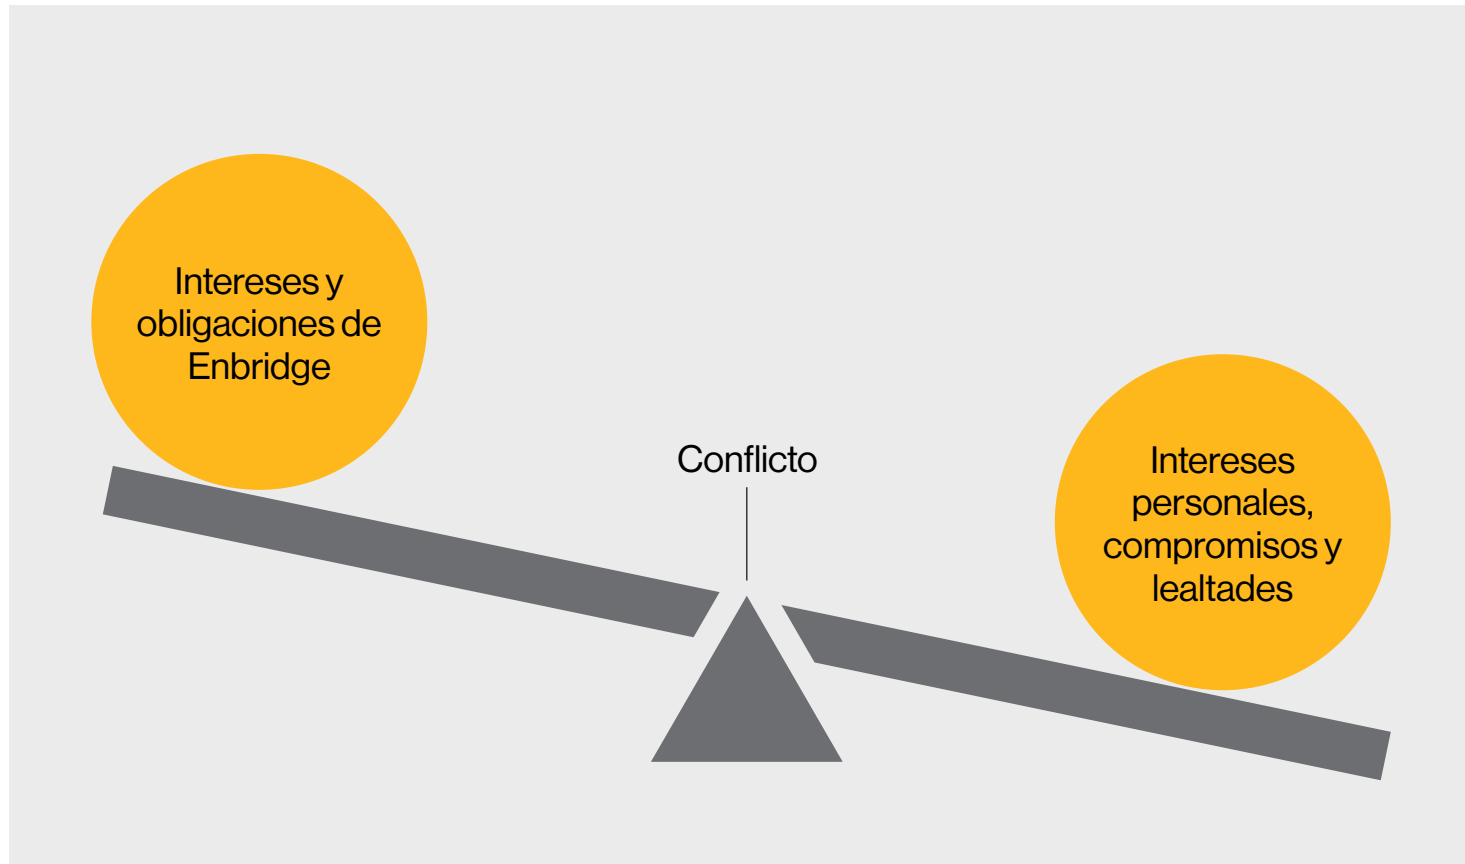 Intereses y
obligaciones de
Enbridge
Conflicto
Intereses
personales,
compromisos y
lealtades